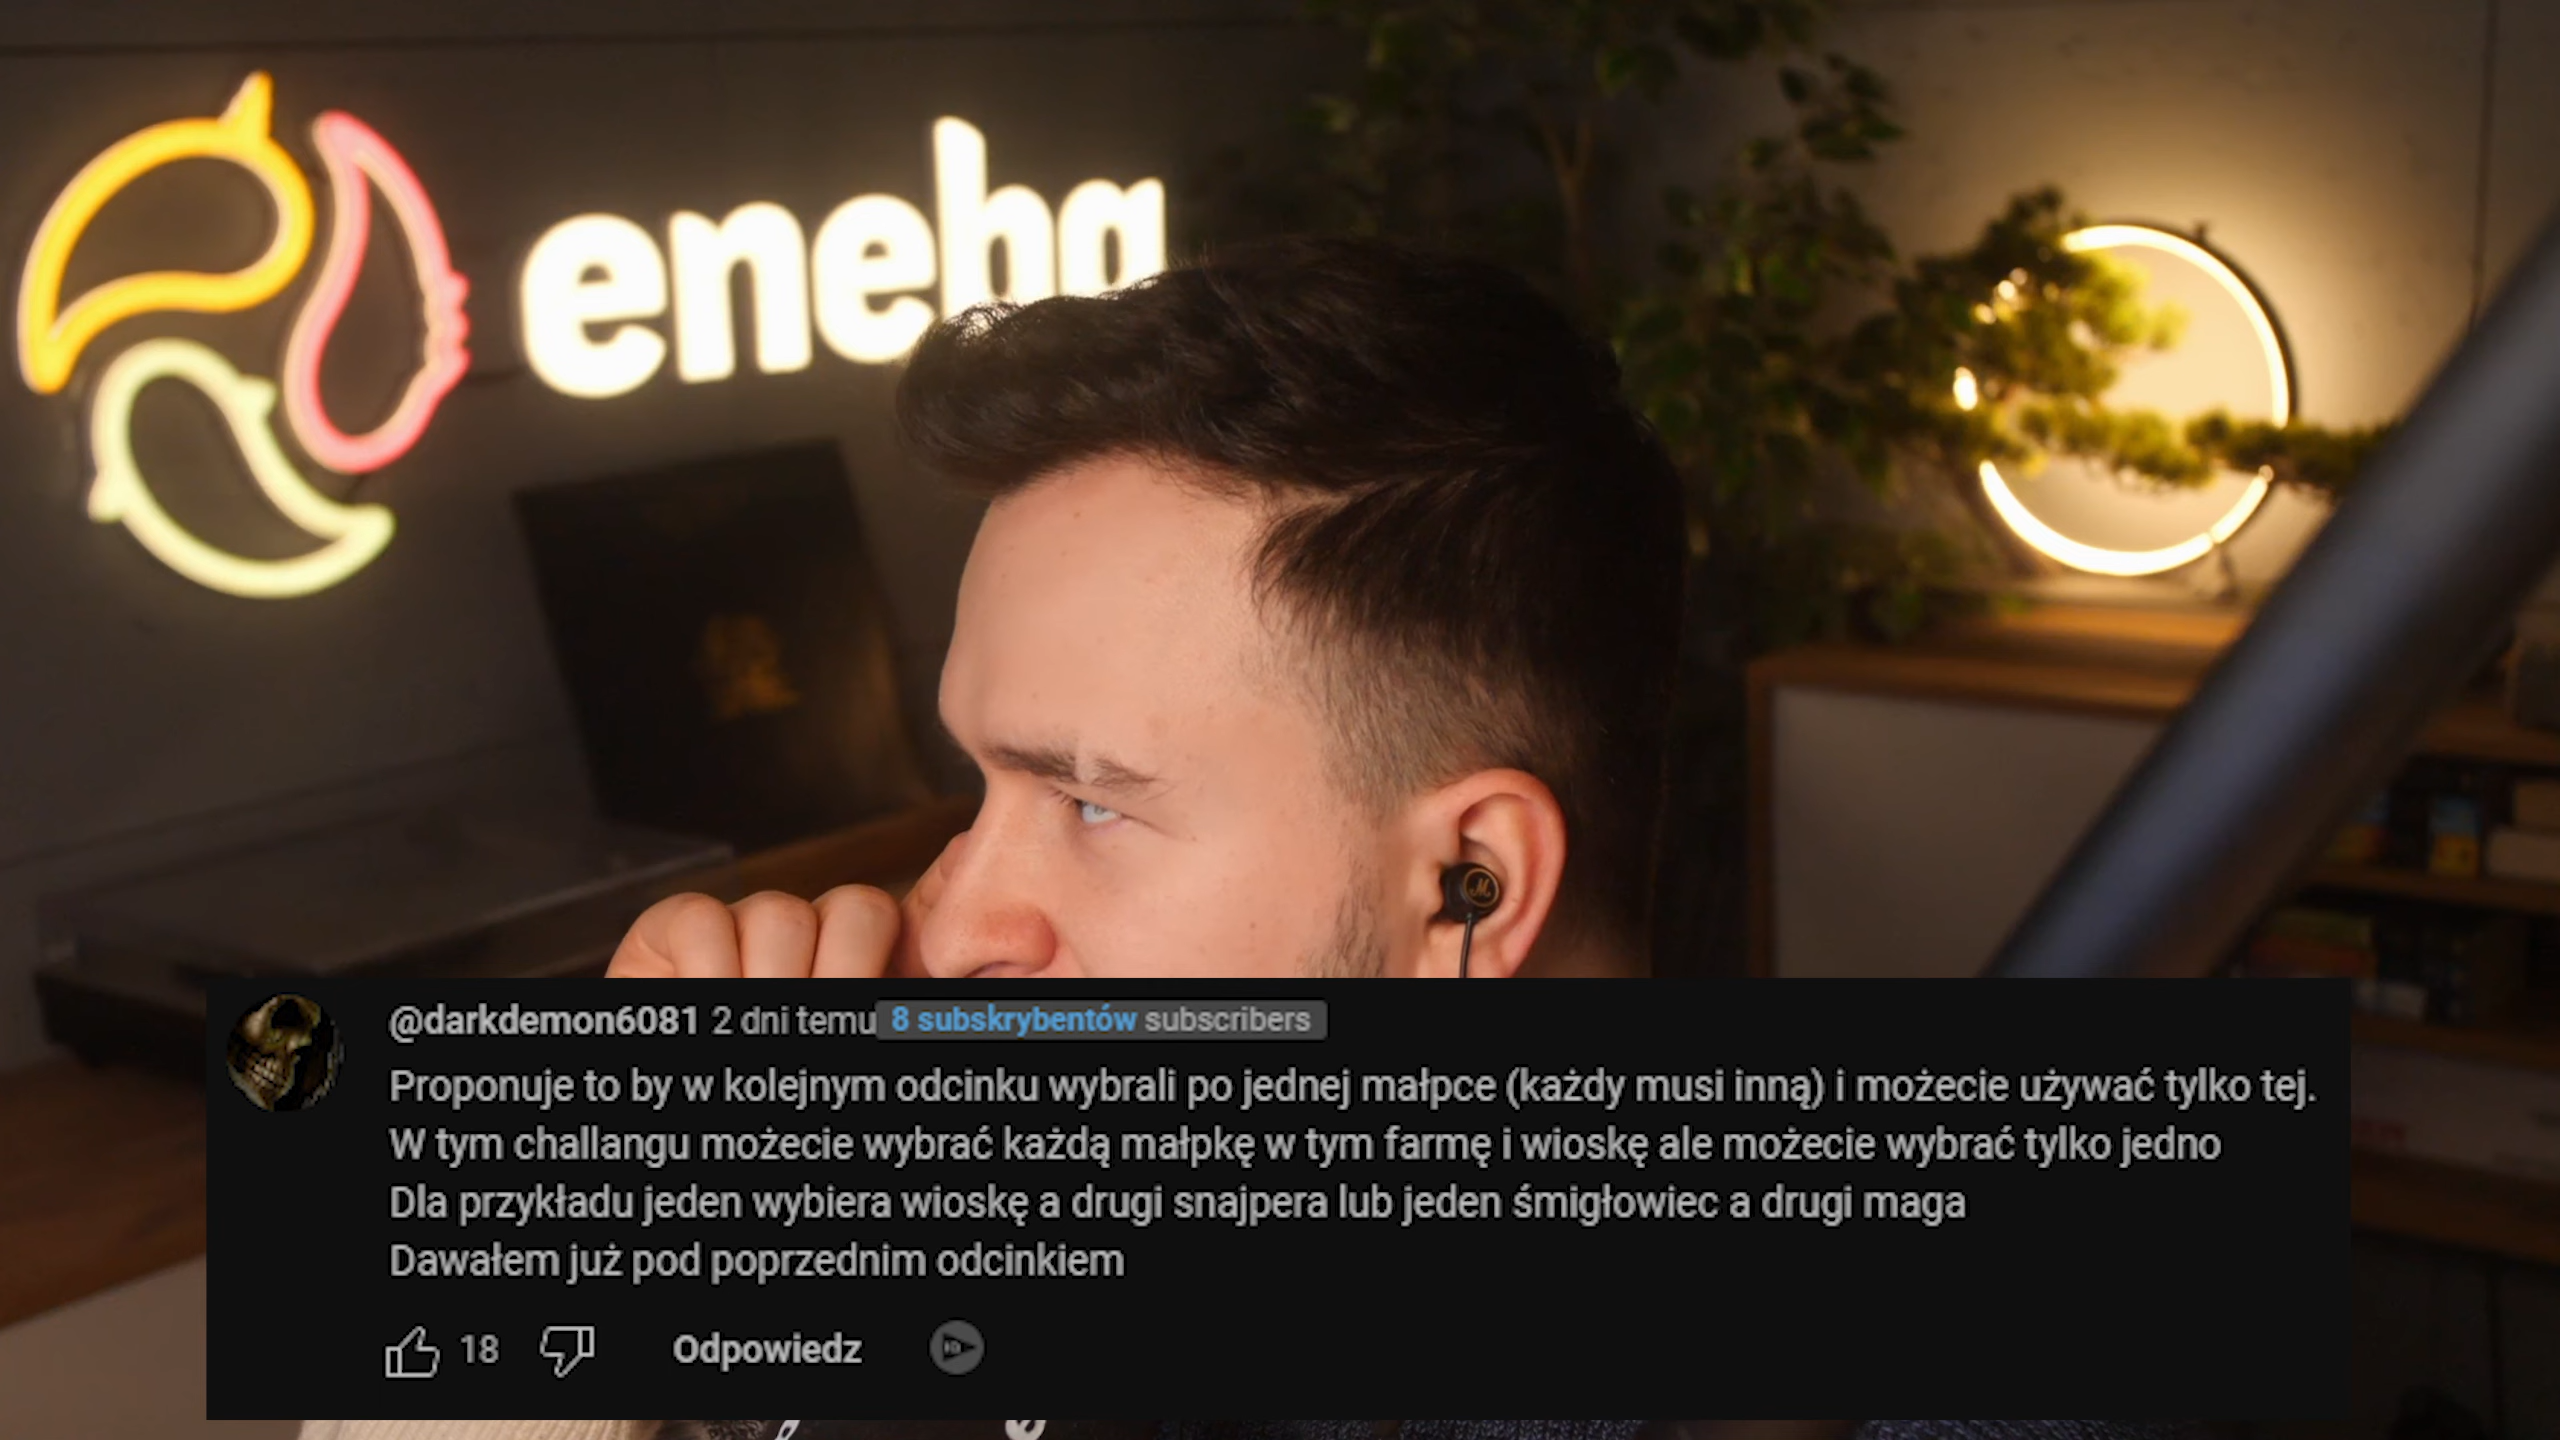 eneba
@darkdemon6081 2 dni temu 8 subskrybentów subscribers
Proponuje to by w kolejnym odcinku wybrali po jednej małpce (każdy musi inną) i możecie używać tylko tej.
W tym challangu możecie wybrać każdą małpkę w tym farmę i wioskę ale możecie wybrać tylko jedno
Dla przykładu jeden wybiera wioskę a drugi snajpera lub jeden śmigłowiec a drugi maga
Dawałem już pod poprzednim odcinkiem
18 Odpowiedz